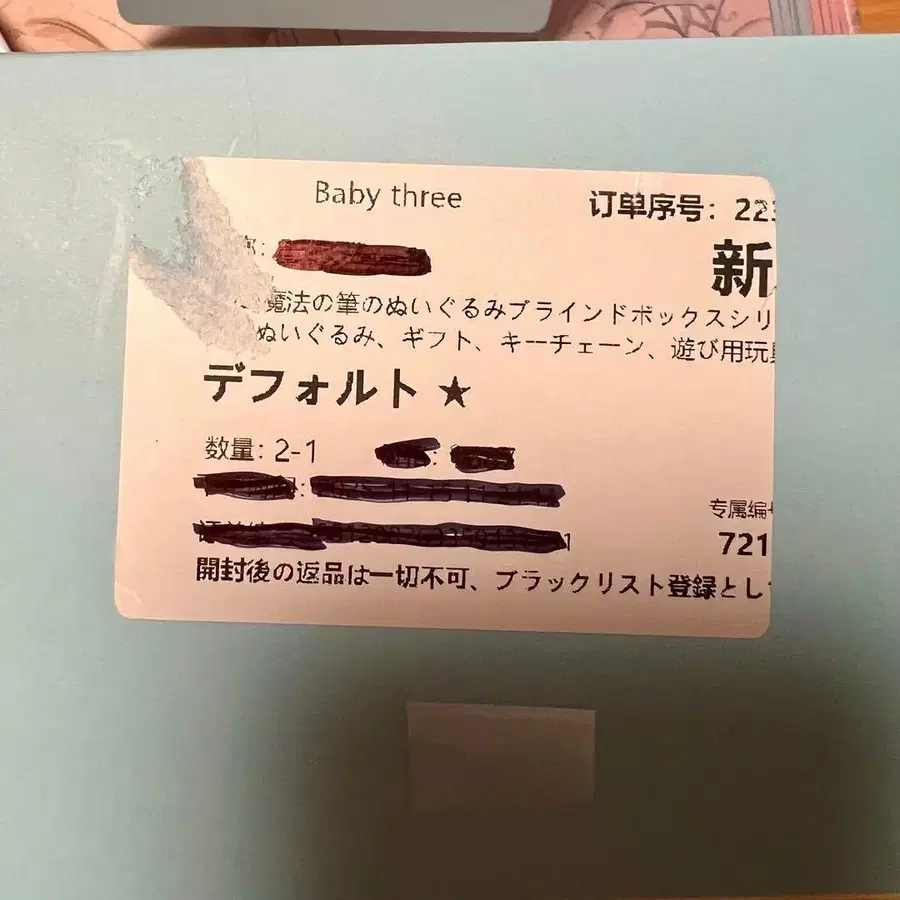 Baby three
订单序号: 22
新
魔法の筆のぬいぐるみブラインドボックスシリ
ぬいぐるみ、ギフト、キーチェーン、遊び用玩
デフォルト ★
数量: 2-1
专属编
721
開封後の返品は一切不可、ブラックリスト登録とし